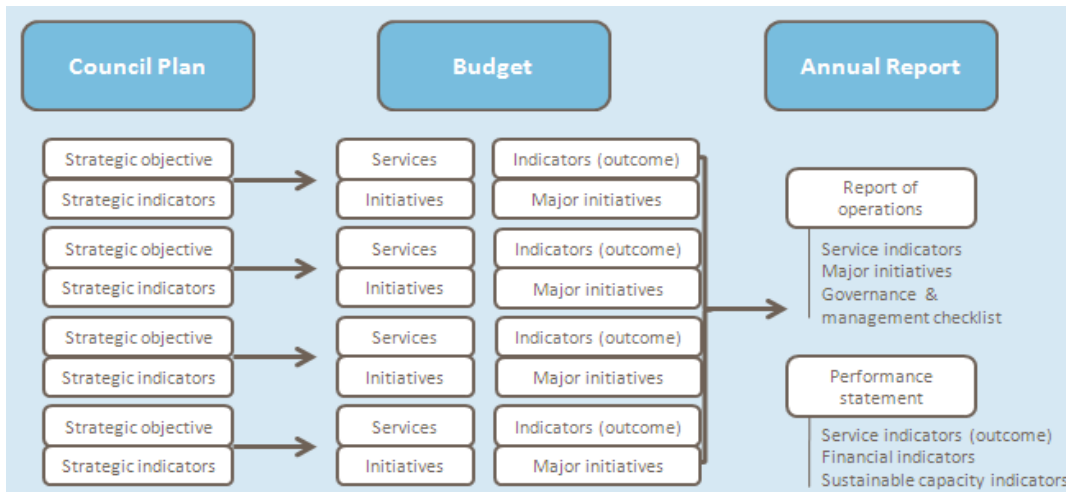 Council Plan
Budget
Annual Report
Strategic objective
Strategic indicators
Services
Initiatives
Indicators (outcome)
Major initiatives
Strategic objective
Strategic indicators
Services
Initiatives
Indicators (outcome)
Major initiatives
Strategic objective
Strategic indicators
Services
Initiatives
Indicators (outcome)
Major initiatives
Strategic objective
Strategic indicators
Services
Initiatives
Indicators (outcome)
Major initiatives
Report of
operations
Service indicators
Major initiatives
Governance &
management checklist
Performance
statement
Service indicators (outcome)
Financial indicators
Sustainable capacity indicators